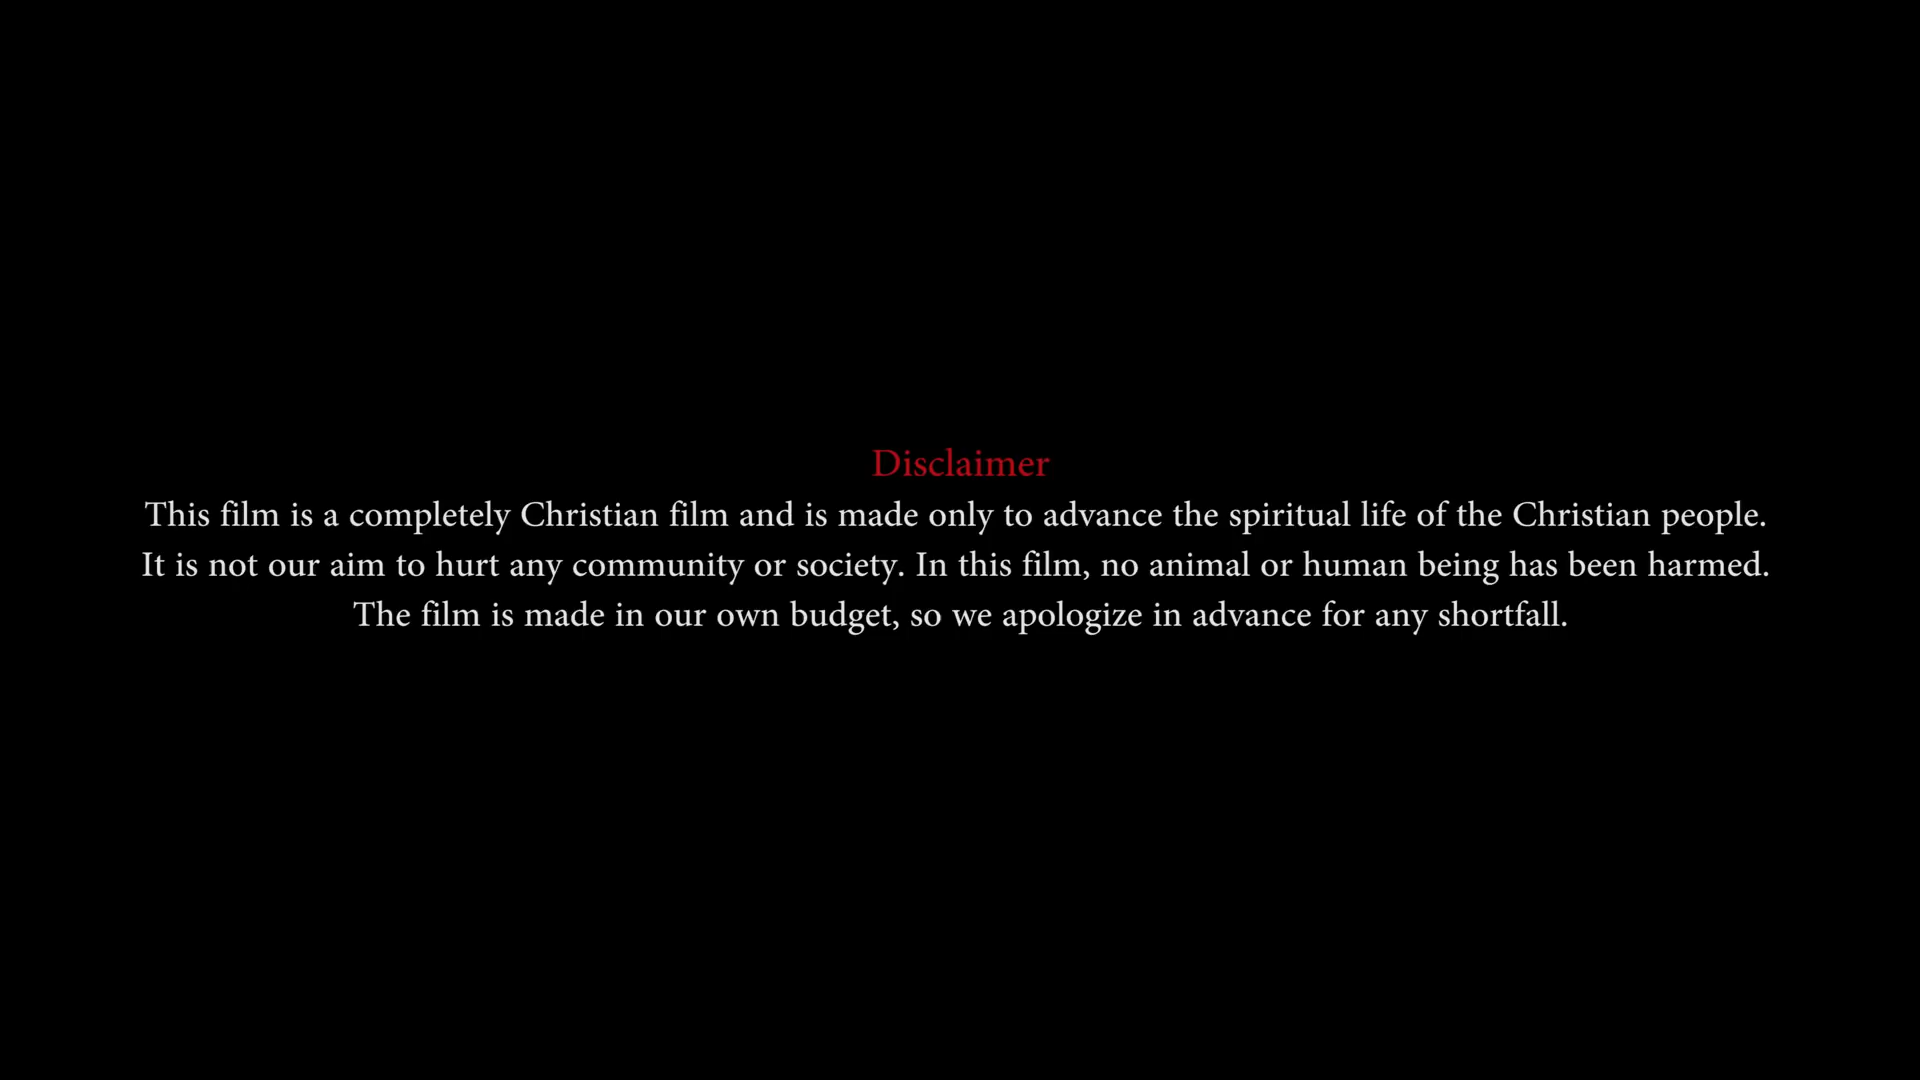 Disclaimer
This film is a completely Christian film and is made only to advance the spiritual life of the Christian people.
It is not our aim to hurt any community or society. In this film, no animal or human being has been harmed.
The film is made in our own budget, so we apologize in advance for any shortfall.